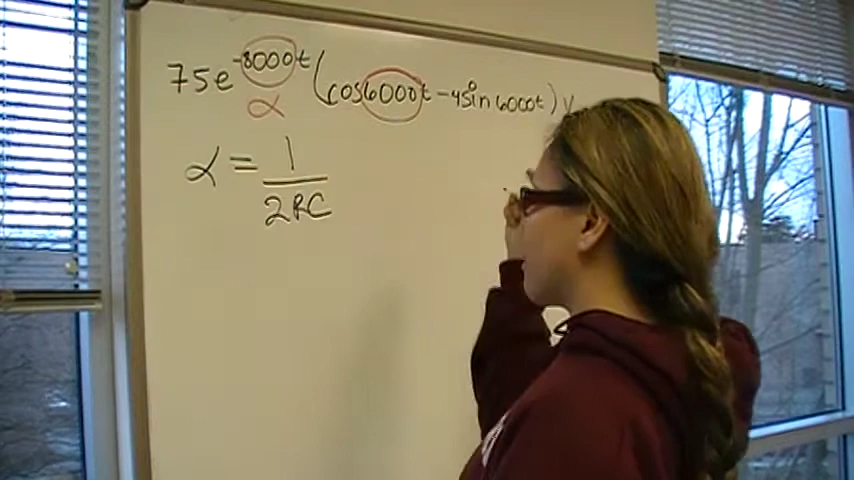 75e^-8000t (cos6000t - 4sin6000t) V
α
α = 1
2RC